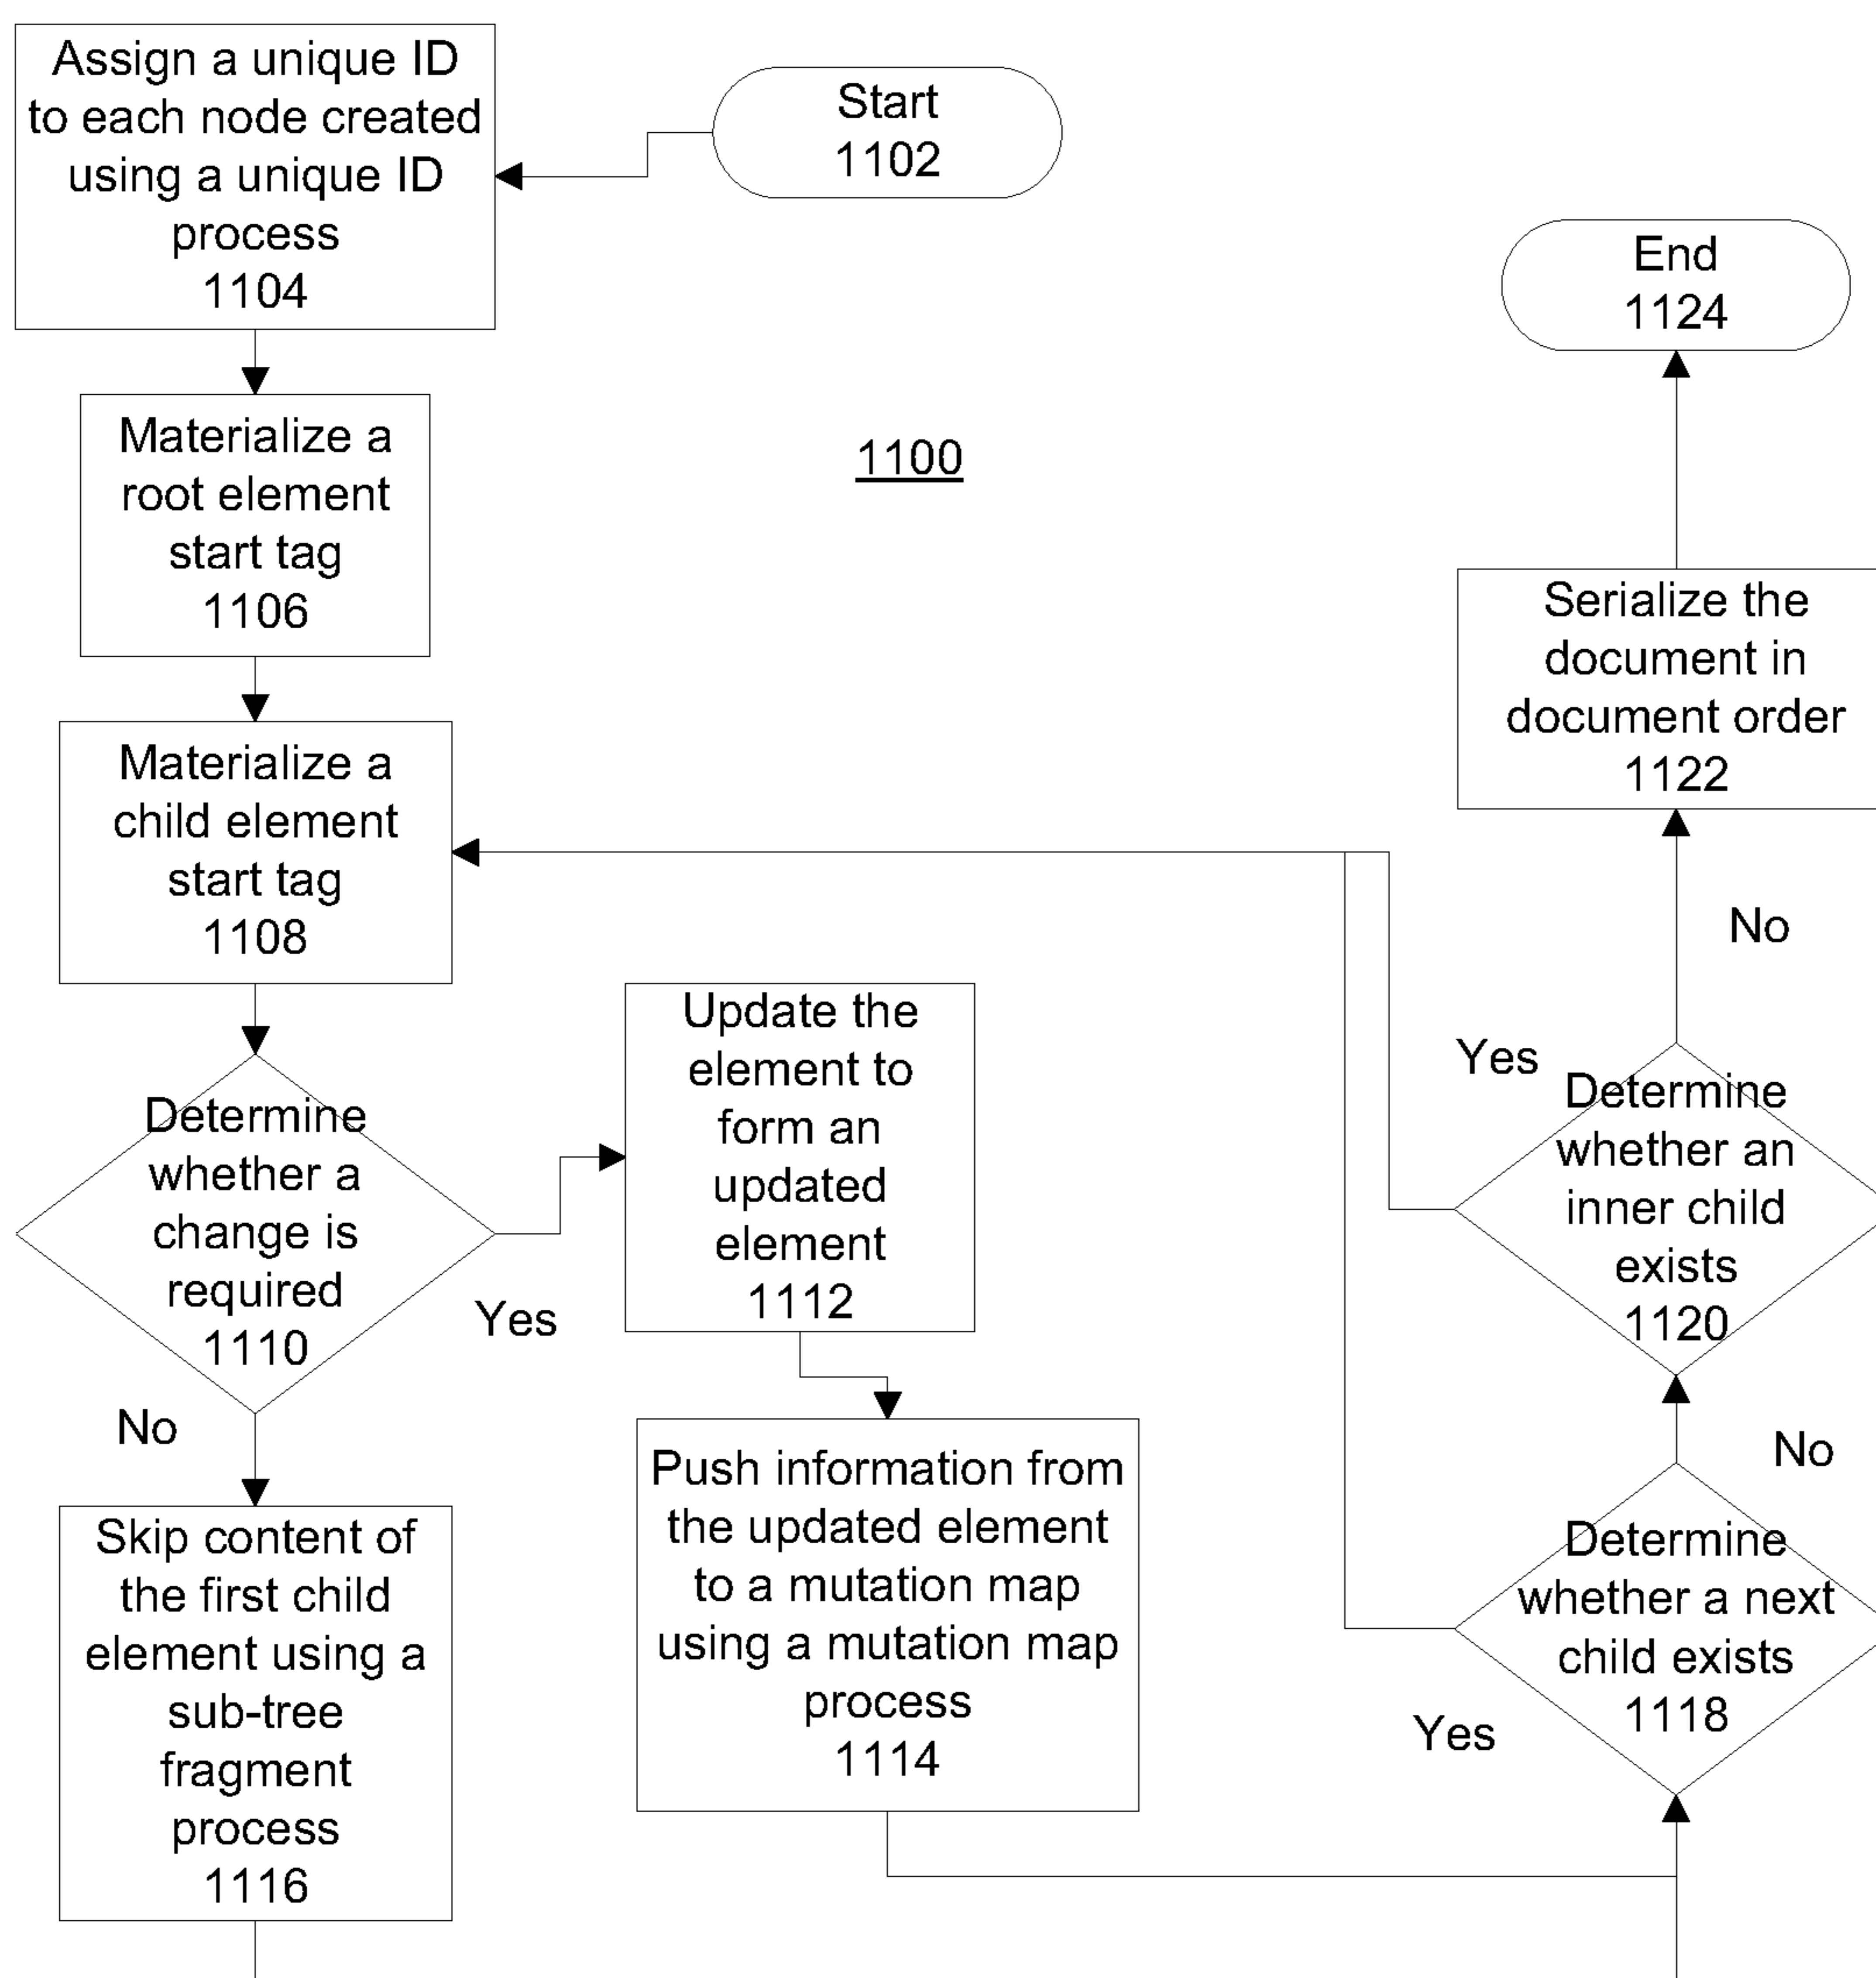 Start
1102
Assign a unique ID
to each node created
using a unique ID
process
1104
Materialize a
root element
start tag
1106
1100
Materialize a
child element
start tag
1108
Determine
whether a
change is
required
1110
Yes
No
Update the
element to
form an
updated
element
1112
Push information from
the updated element
to a mutation map
using a mutation map
process
1114
Skip content of
the first child
element using a
sub-tree
fragment
process
1116
Determine
whether a next
child exists
1118
Yes
No
Determine
whether an
inner child
exists
1120
Yes
No
Serialize the
document in
document order
1122
End
1124